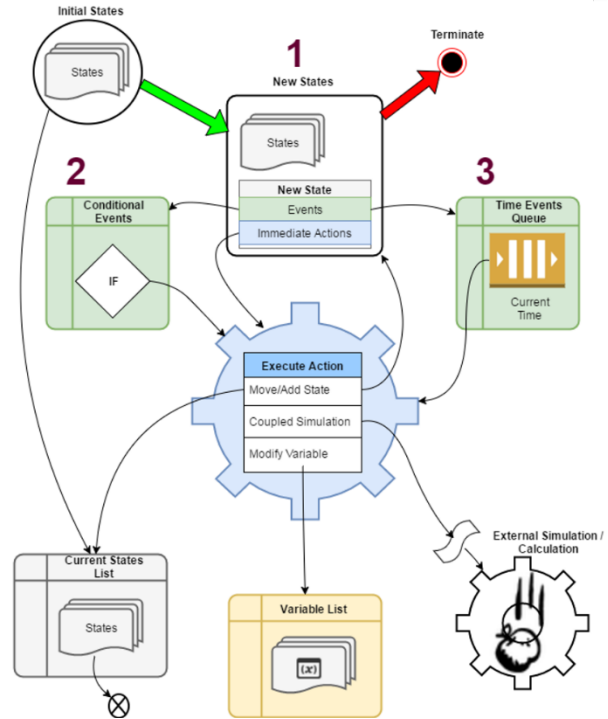 Initial States
States
1
New States
Terminate
States
New State
Events
Immediate Actions
2
Conditional
Events
IF
3
Time Events
Queue
Current
Time
Execute Action
Move/Add State
Coupled Simulation
Modify Variable
External Simulation /
Calculation
Current States
List
States
Variable List
(x)